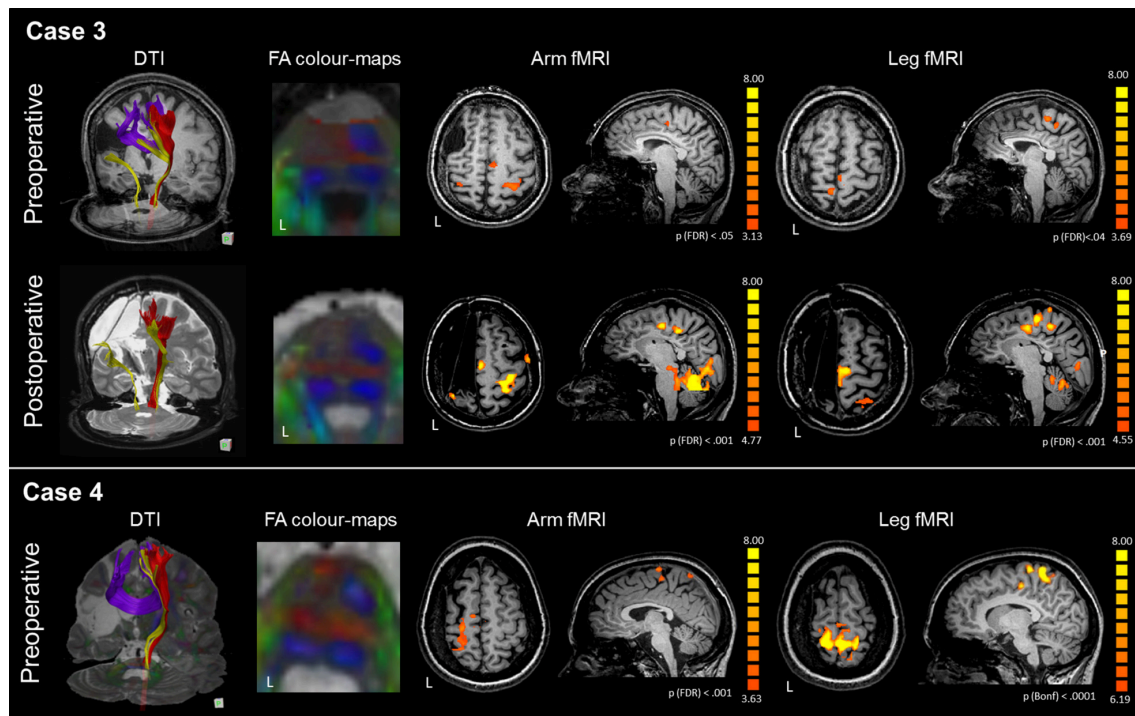 Case 3
DTI
FA colour-maps
Arm fMRI
Leg fMRI
Preoperative
L
L
8.00
p (FDR) < .05
3.13
L
8.00
p (FDR)<.04
3.69
Postoperative
L
L
8.00
p (FDR) < .001
4.77
L
8.00
P
p (FDR) < .001
4.55
Case 4
DTI
FA colour-maps
Arm fMRI
Leg fMRI
Preoperative
L
L
8.00
p (FDR) < .001
3.63
L
8.00
p (Bonf) < .0001
6.19